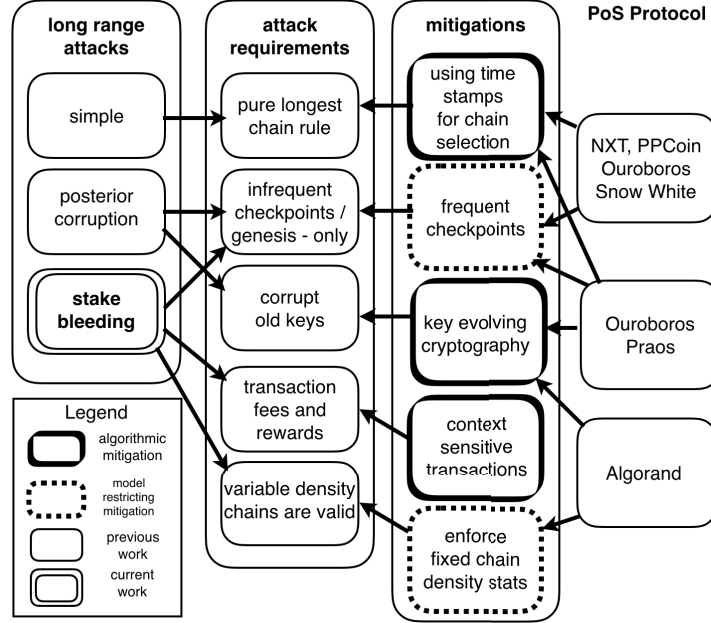 long range
attacks
simple
posterior
corruption
stake
bleeding
attack
requirements
pure longest
chain rule
infrequent
checkpoints /
genesis - only
corrupt
old keys
transaction
fees and
rewards
variable density
chains are valid
mitigations
using time
stamps
for chain
selection
frequent
checkpoints
key evolving
cryptography
context
sensitive
transactions
enforce
fixed chain
density stats
PoS Protocol
NXT, PPCoin
Ouroboros
Snow White
Ouroboros
Praos
Algorand
Legend
algorithmic
mitigation
model
restricting
mitigation
previous
work
current
work